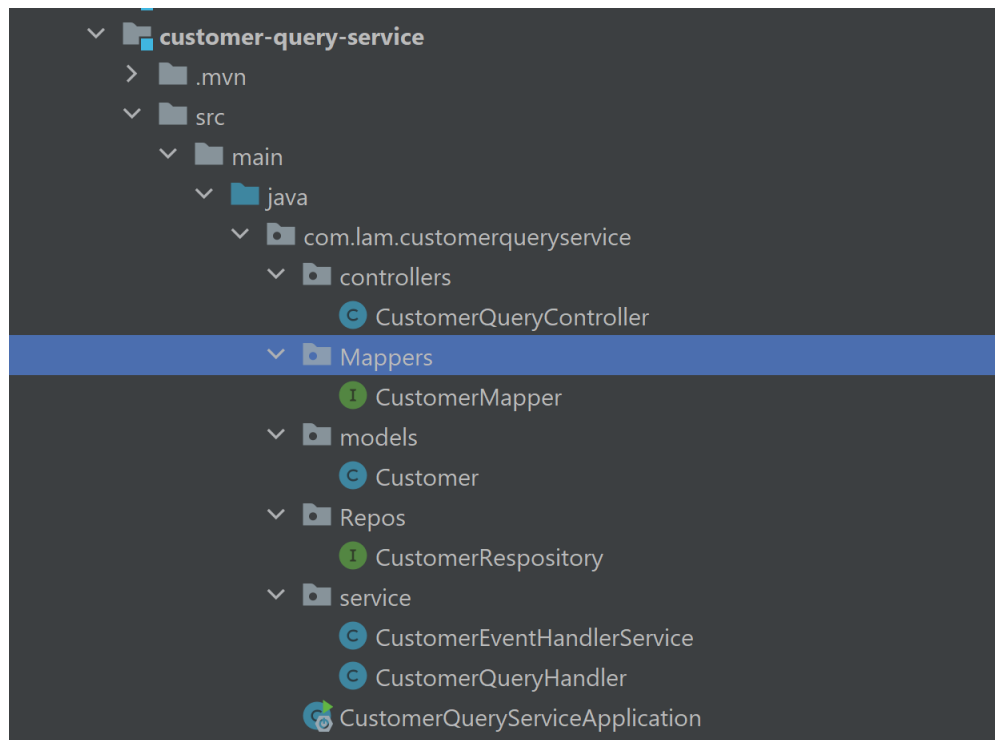 customer-query-service
.mvn
src
main
java
com.lam.customerqueryservice
controllers
C CustomerQueryController
Mappers
I CustomerMapper
models
C Customer
Repos
I CustomerRespository
service
C CustomerEventHandlerService
C CustomerQueryHandler
CustomerQueryServiceApplication